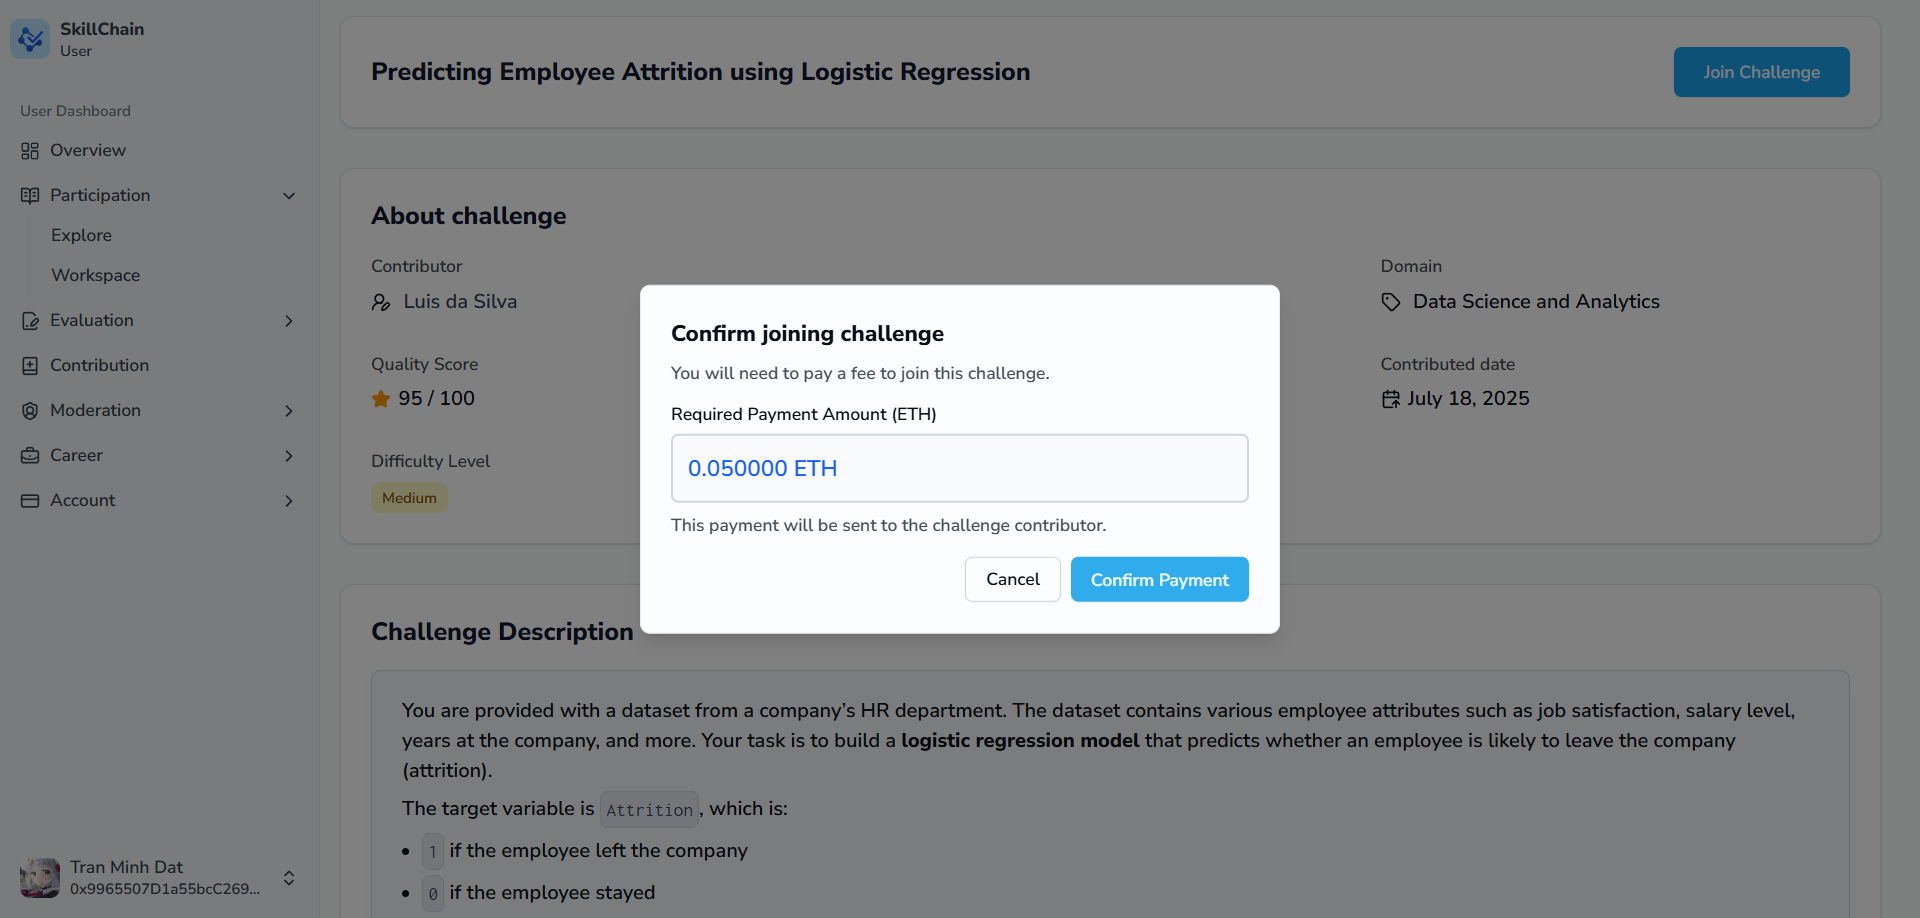 SkillChain
User
User Dashboard
Overview
Participation
Explore
Workspace
Evaluation
Contribution
Moderation
Career
Account
Tran Minh Dat
0x9965507D1a55bcC269...
Predicting Employee Attrition using Logistic Regression
Join Challenge
About challenge
Contributor
Luis da Silva
Domain
Data Science and Analytics
Quality Score
95 / 100
Contributed date
July 18, 2025
Difficulty Level
Medium
Confirm joining challenge
You will need to pay a fee to join this challenge.
Required Payment Amount (ETH)
0.050000 ETH
This payment will be sent to the challenge contributor.
Cancel
Confirm Payment
Challenge Description
You are provided with a dataset from a company’s HR department. The dataset contains various employee attributes such as job satisfaction, salary level,
years at the company, and more. Your task is to build a logistic regression model that predicts whether an employee is likely to leave the company
(attrition).
The target variable is Attrition, which is:
• 1 if the employee left the company
• 0 if the employee stayed